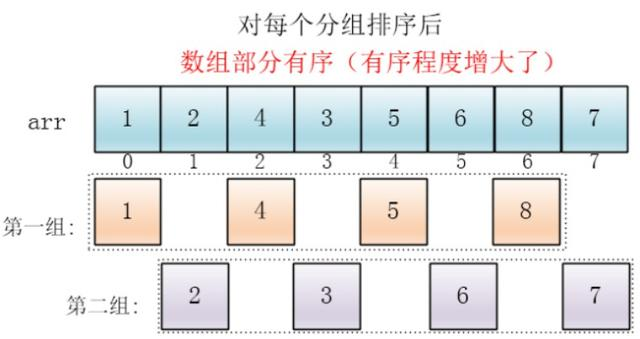 对每个分组排序后
数组部分有序（有序程度增大了）
arr 1 2 4 3 5 6 8 7
0 1 2 3 4 5 6 7
第一组: 1 4 5 8
第二组: 2 3 6 7